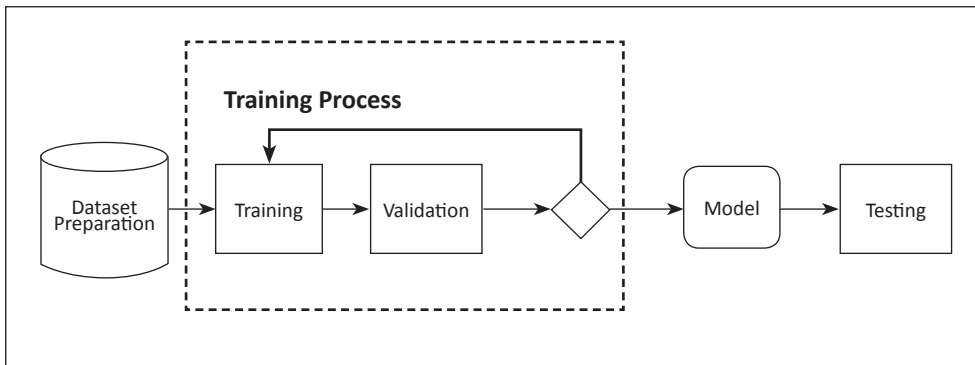 Training Process
Dataset
Preparation
Training
Validation
Model
Testing